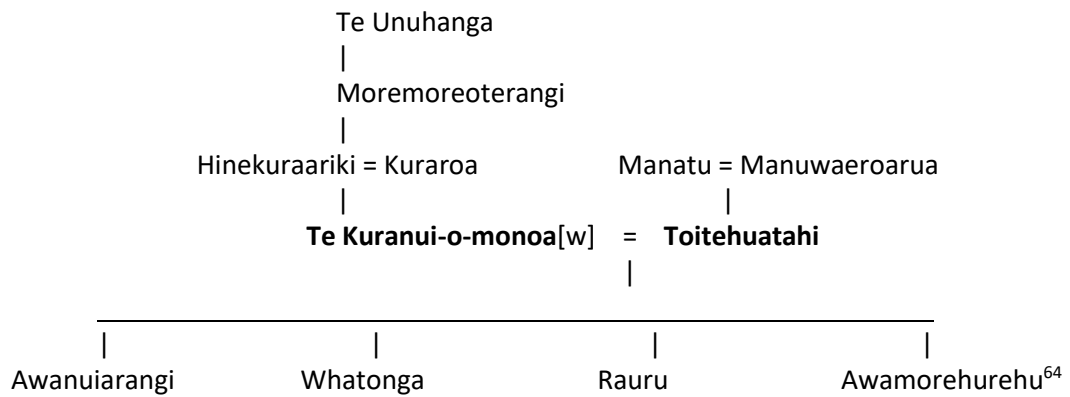 Te Unuhanga
|
Moremoreoterangi
|
Hinekuraariki = Kuraroa Manatu = Manuwaeroarua
| |
Te Kuranui-o-monoa[w] = Toitehuatahi
|
| | | |
Awanuiarangi Whatonga Rauru Awamorehurehu64